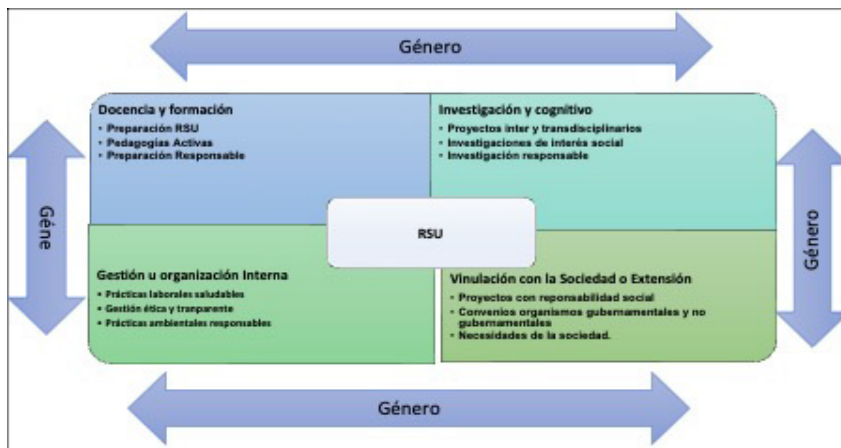 Género
Docencia y formación
• Preparación RSU
• Pedagogías Activas
• Preparación Responsable
Investigación y cognitivo
• Proyectos inter y transdisciplinarios
• Investigaciones de interés social
• Investigación responsable
Géne
RSU
Género
Gestión u organización Interna
• Prácticas laborales saludables
• Gestión ética y tranparente
• Prácticas ambientales responsables
Vinulación con la Sociedad o Extensión
• Proyectos con reponsabilidad social
• Convenios organismos gubernamentales y no
gubernamentales
• Necesidades de la sociedad.
Género